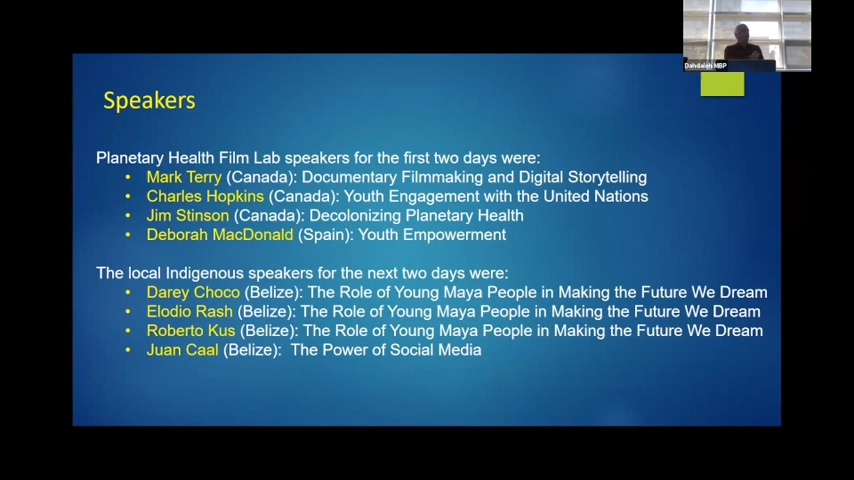 Dahdaleh MBP
Speakers
Planetary Health Film Lab speakers for the first two days were:
• Mark Terry (Canada): Documentary Filmmaking and Digital Storytelling
• Charles Hopkins (Canada): Youth Engagement with the United Nations
• Jim Stinson (Canada): Decolonizing Planetary Health
• Deborah MacDonald (Spain): Youth Empowerment
The local Indigenous speakers for the next two days were:
• Darey Choco (Belize): The Role of Young Maya People in Making the Future We Dream
• Elodio Rash (Belize): The Role of Young Maya People in Making the Future We Dream
• Roberto Kus (Belize): The Role of Young Maya People in Making the Future We Dream
• Juan Caal (Belize): The Power of Social Media